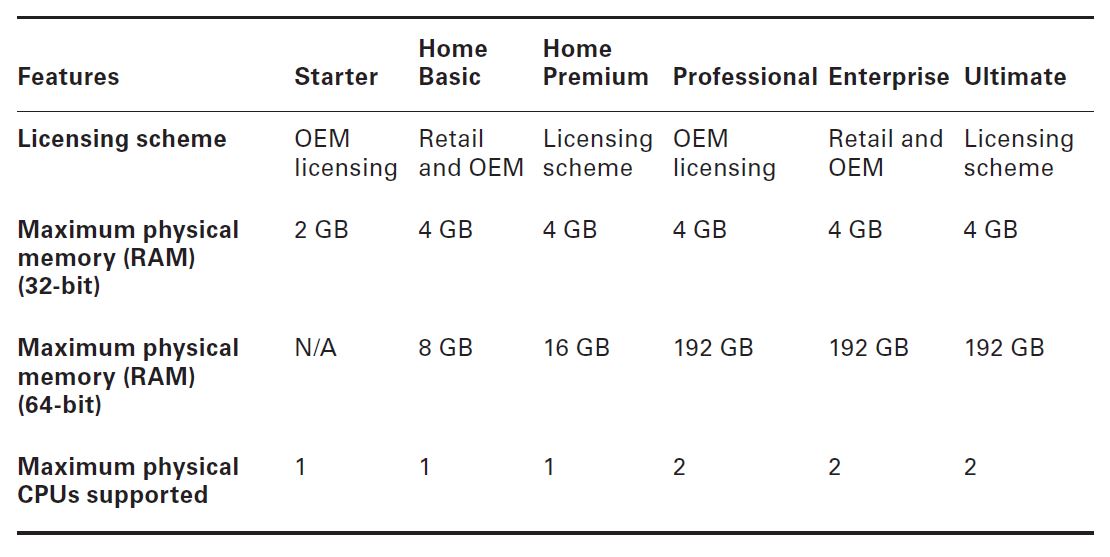 Features Starter Home Basic Home Premium Professional Enterprise Ultimate
Licensing scheme OEM licensing Retail and OEM Licensing scheme OEM licensing Retail and OEM Licensing scheme
Maximum physical memory (RAM) (32-bit) 2 GB 4 GB 4 GB 4 GB 4 GB 4 GB
Maximum physical memory (RAM) (64-bit) N/A 8 GB 16 GB 192 GB 192 GB 192 GB
Maximum physical CPUs supported 1 1 1 2 2 2